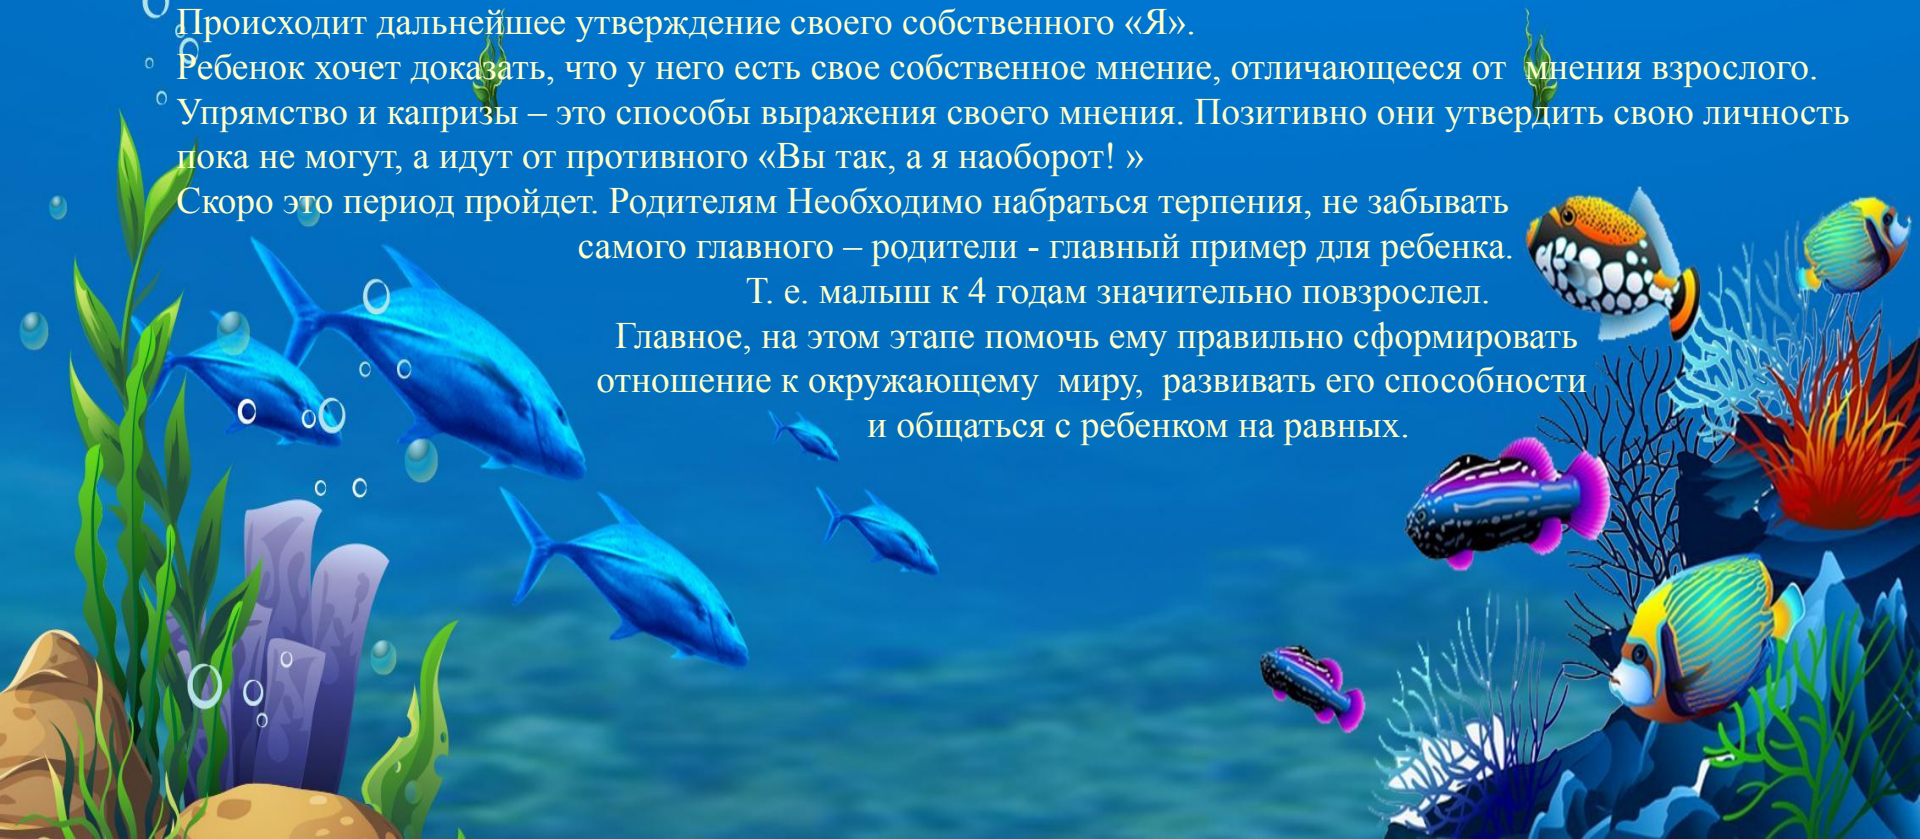 Происходит дальнейшее утверждение своего собственного «Я».
Ребенок хочет доказать, что у него есть свое собственное мнение, отличающееся от мнения взрослого.
Упрямство и капризы – это способы выражения своего мнения. Позитивно они утвердить свою личность
пока не могут, а идут от противного «Вы так, а я наоборот! »
Скоро это период пройдет. Родителям Необходимо набраться терпения, не забывать
самого главного – родители - главный пример для ребенка.
Т. е. малыш к 4 годам значительно повзрослел.
Главное, на этом этапе помочь ему правильно сформировать
отношение к окружающему миру, развивать его способности
и общаться с ребенком на равных.